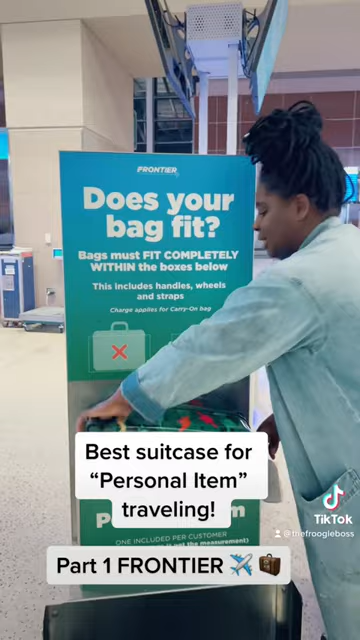 FRONTIER
Does your
bag fit?
Bags must FIT COMPLETELY
WITHIN the boxes below
This includes handles, wheels
and straps
Charge applies for Carry-On bag
Best suitcase for
“Personal Item”
traveling!
ONE INCLUDED PER CUSTOMER
Part 1 FRONTIER ✈️ 🧳
TikTok
@thefroogleboss